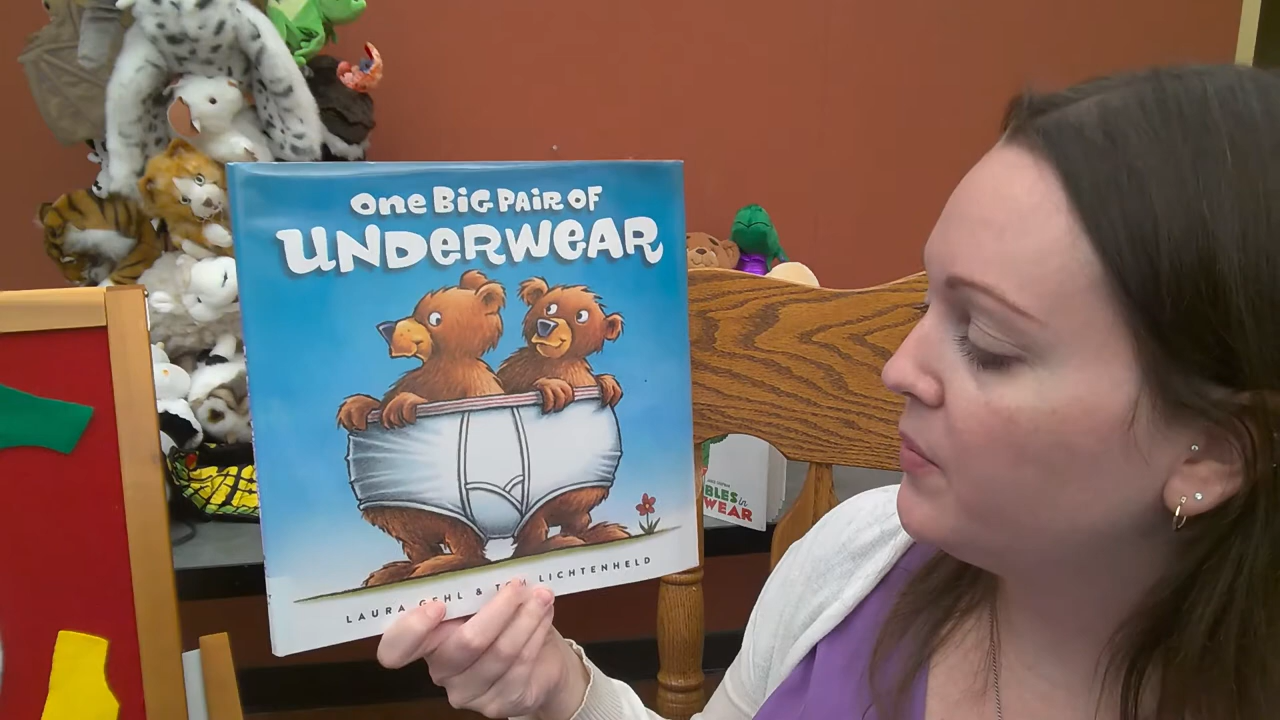 One BiG PAIR OF
UNDeRWeAR
LAURA GEHL & TOM LICHTENHELD
BLES in
WEAR